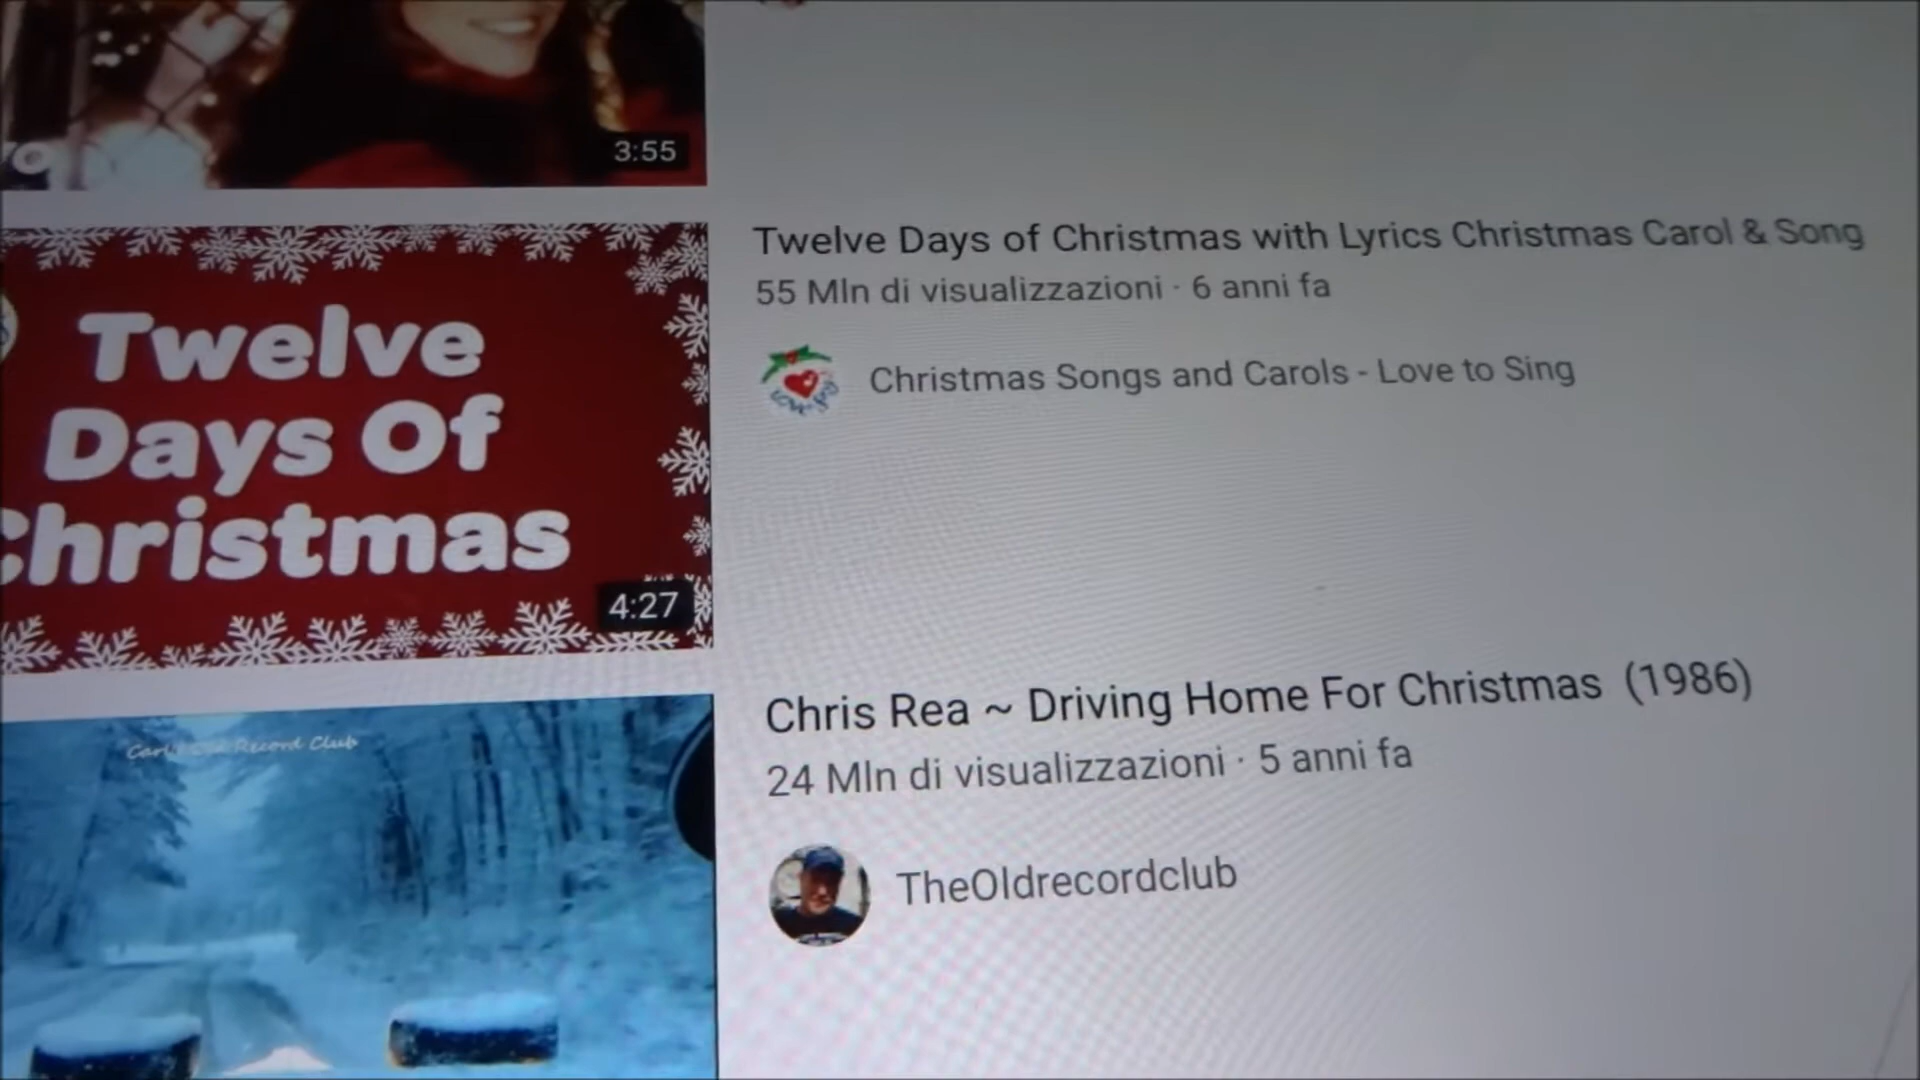 3:55
Twelve
Days Of
Christmas
4:27
Twelve Days of Christmas with Lyrics Christmas Carol & Song
55 Mln di visualizzazioni · 6 anni fa
Christmas Songs and Carols - Love to Sing
Record Club
Chris Rea ~ Driving Home For Christmas (1986)
24 Mln di visualizzazioni · 5 anni fa
TheOldrecordclub